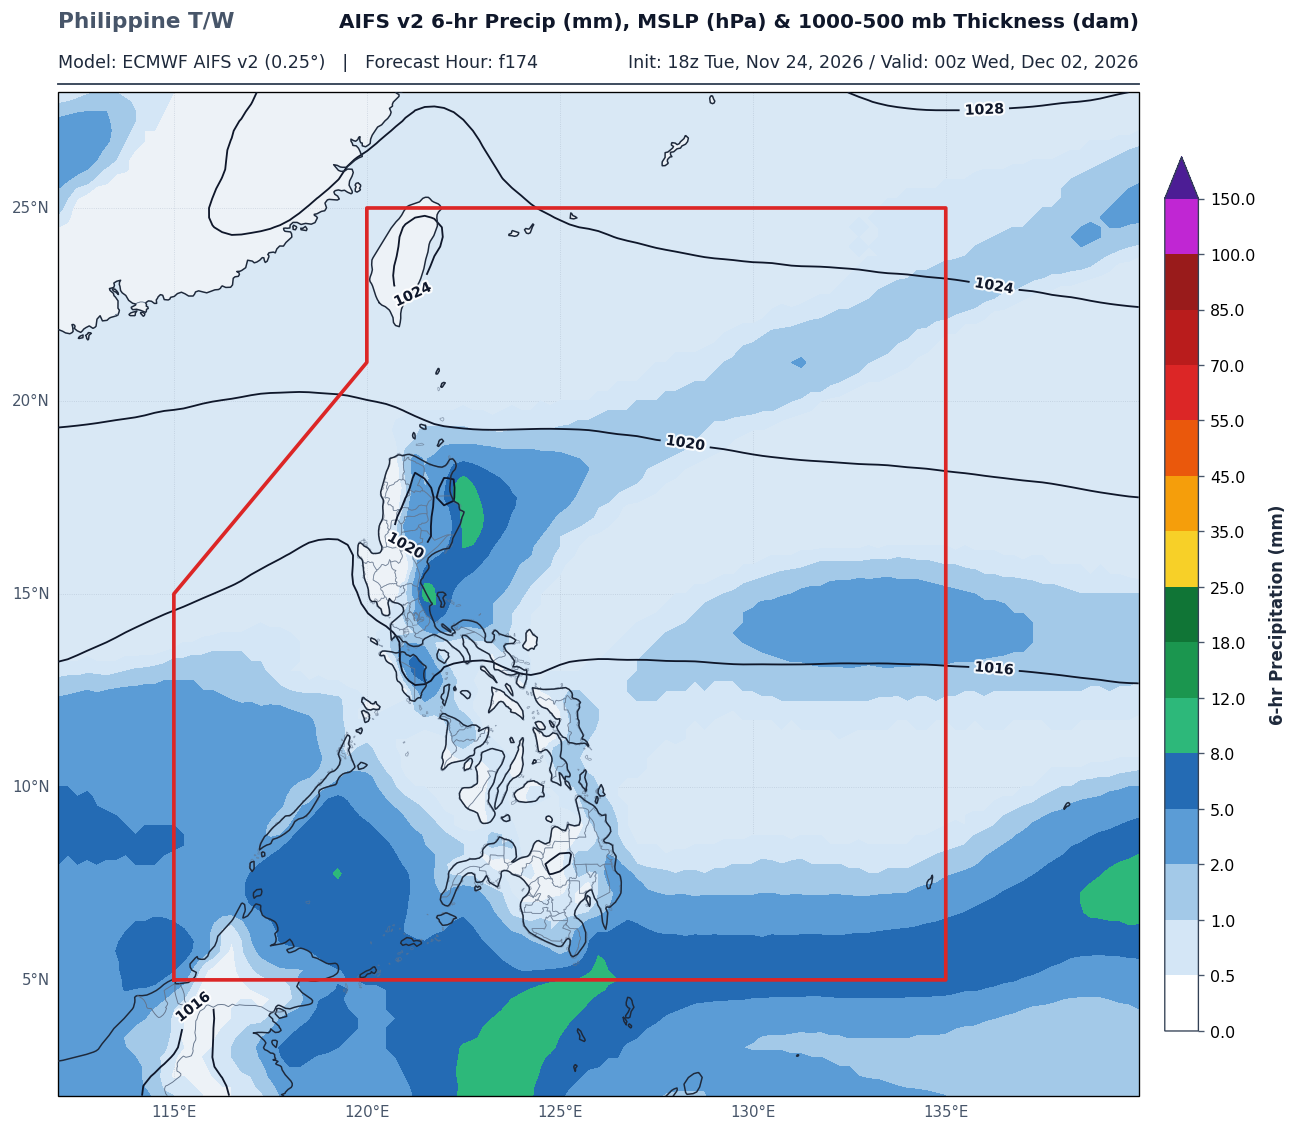 Philippine T/W
AIFS v2 6-hr Precip (mm), MSLP (hPa) & 1000-500 mb Thickness (dam)
Model: ECMWF AIFS v2 (0.25°)   |   Forecast Hour: f174
Init: 18z Tue, Nov 24, 2026 / Valid: 00z Wed, Dec 02, 2026
1028
25°N
1024
1024
20°N
1020
1020
15°N
1016
10°N
5°N
1016
115°E
120°E
125°E
130°E
135°E
150.0
100.0
85.0
70.0
55.0
45.0
35.0
25.0
18.0
12.0
8.0
5.0
2.0
1.0
0.5
0.0
6-hr Precipitation (mm)